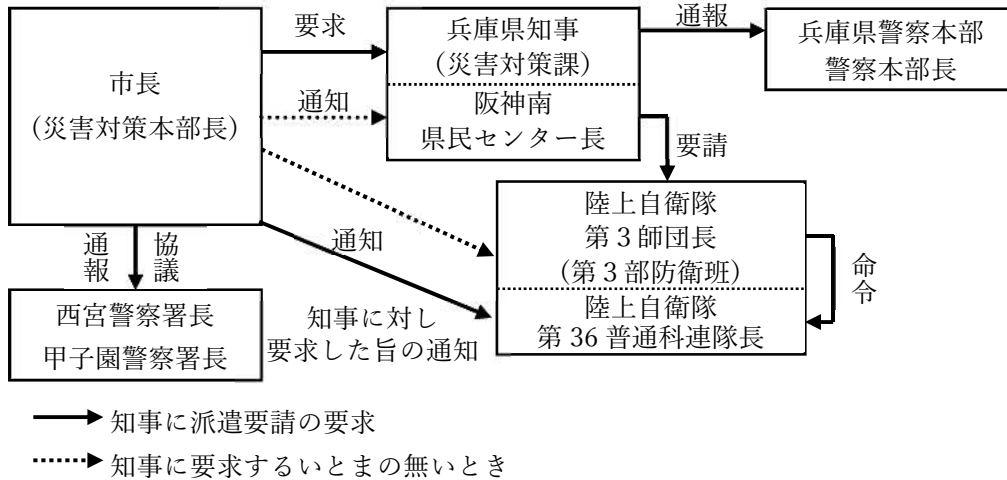 要求
通報
市長
(災害対策本部長)
兵庫県知事
(災害対策課)
兵庫県警察本部
警察本部長
通知
阪神南
県民センター長
要請
陸上自衛隊
第3師団長
(第3部防衛班)
命令
通知
陸上自衛隊
第36普通科連隊長
通報
協議
西宮警察署長
甲子園警察署長
知事に対し
要求した旨の通知
知事に派遣要請の要求
知事に要求するいとまの無いとき